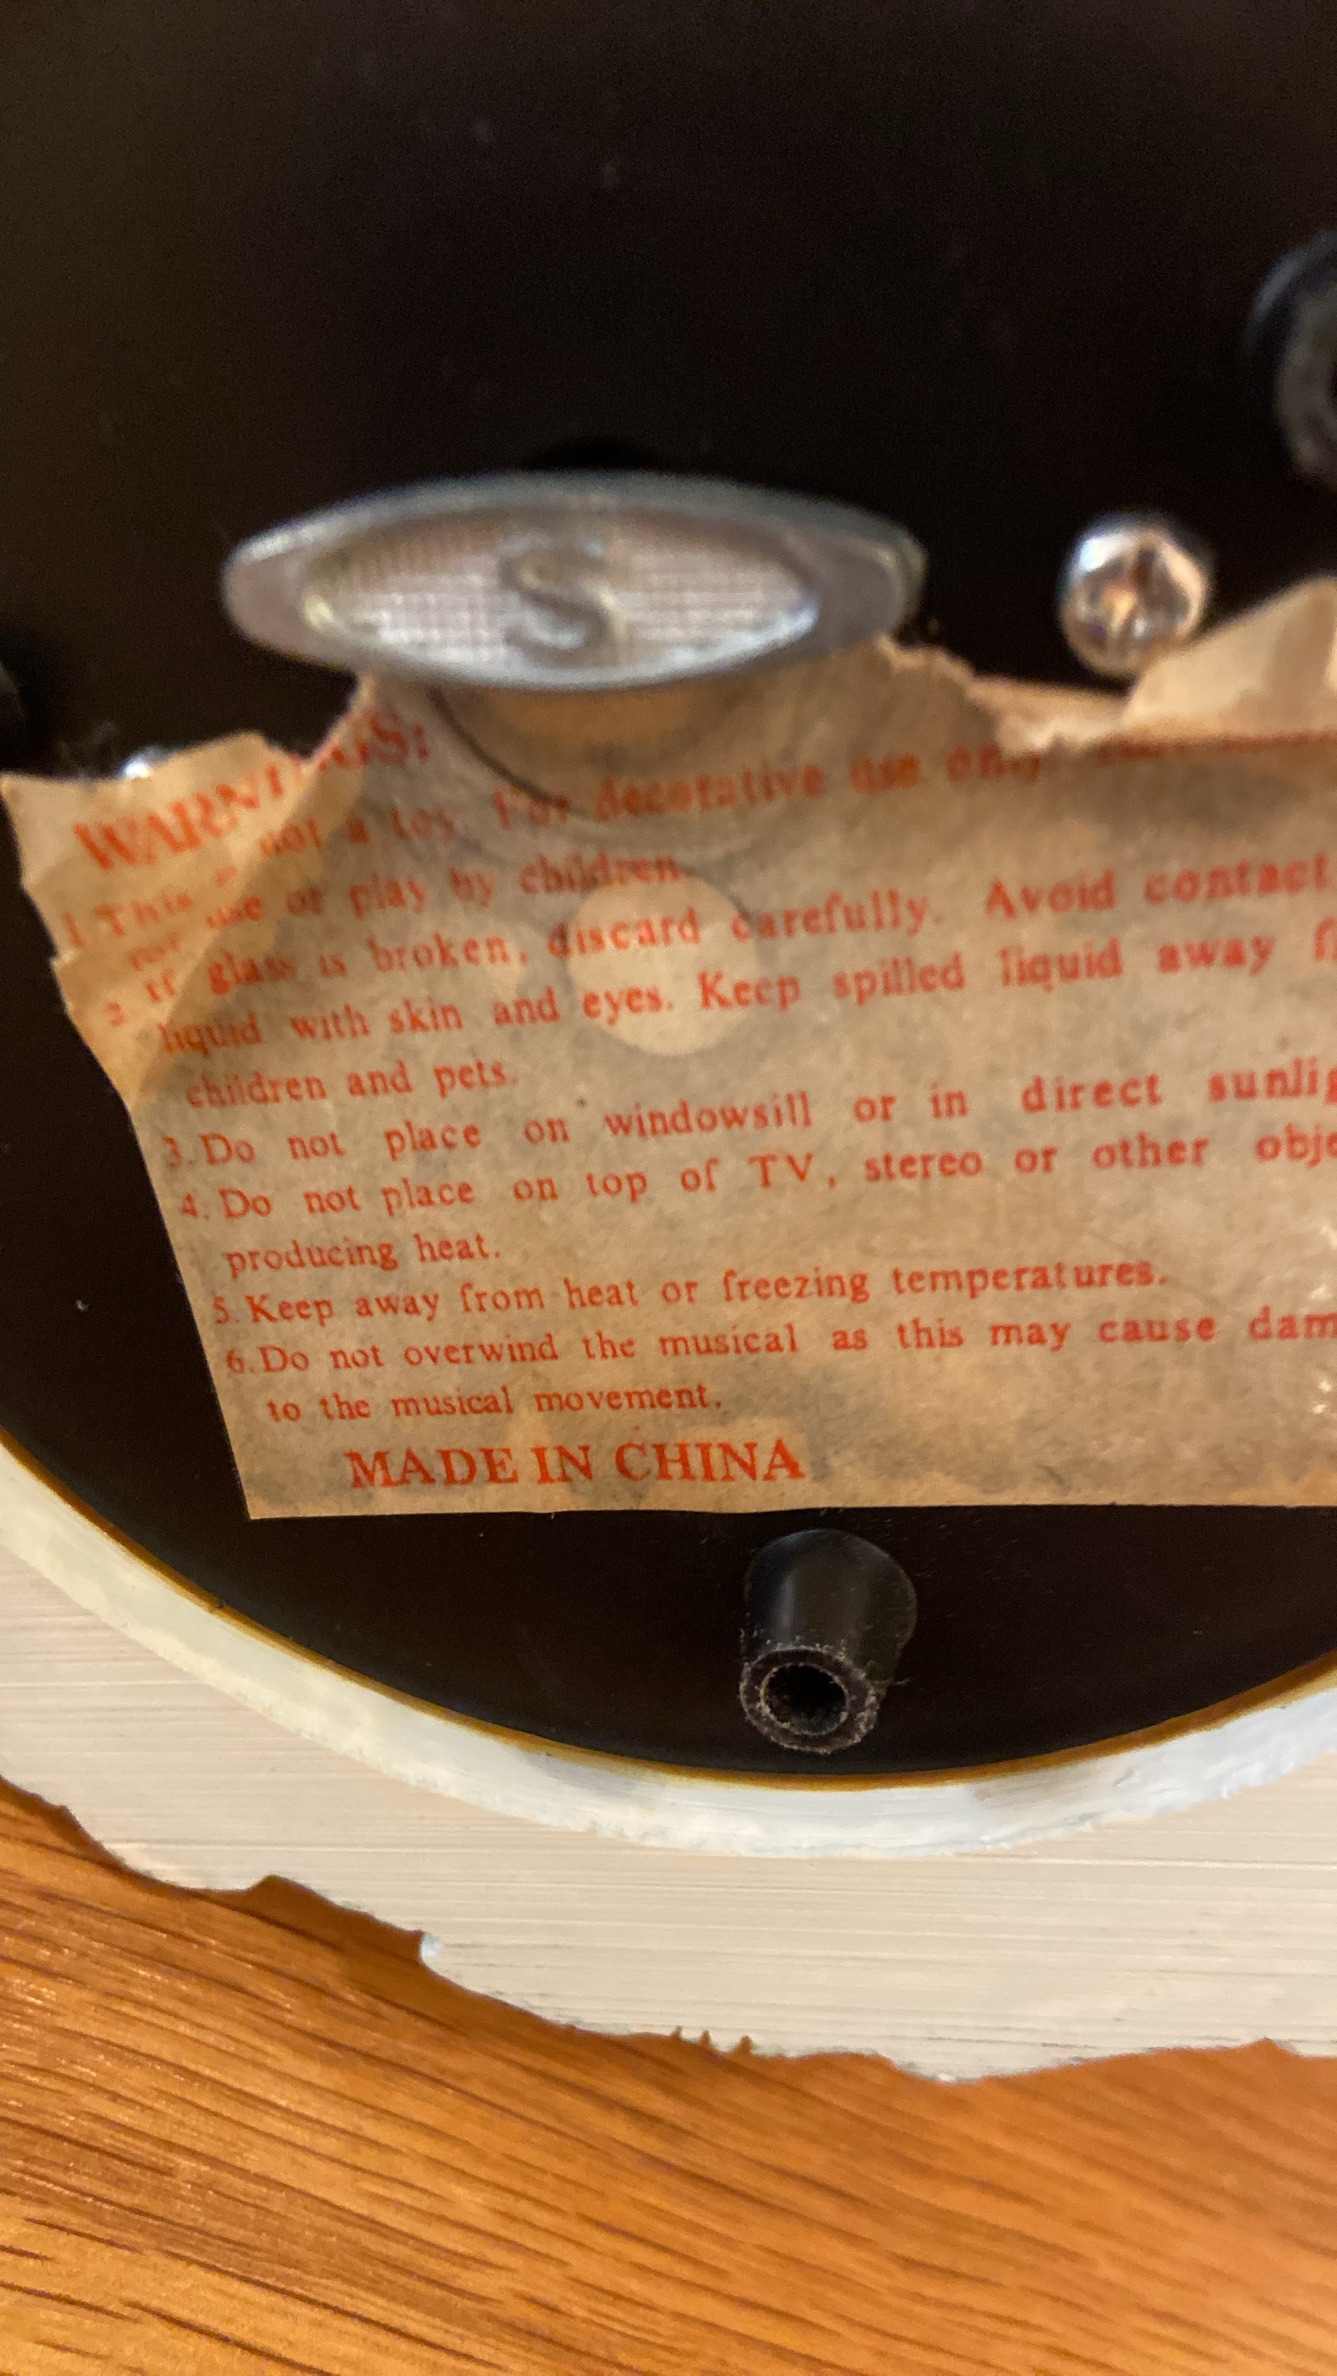 S
WARNINGS:
1. This is not a toy. For decorative use only.
for use or play by children.
2. If glass is broken, discard carefully. Avoid contact
liquid with skin and eyes. Keep spilled liquid away
children and pets.
3. Do not place on windowsill or in direct sunlig
4. Do not place on top of TV, stereo or other obje
producing heat.
5. Keep away from heat or freezing temperatures.
6. Do not overwind the musical as this may cause dam
to the musical movement.
MADE IN CHINA